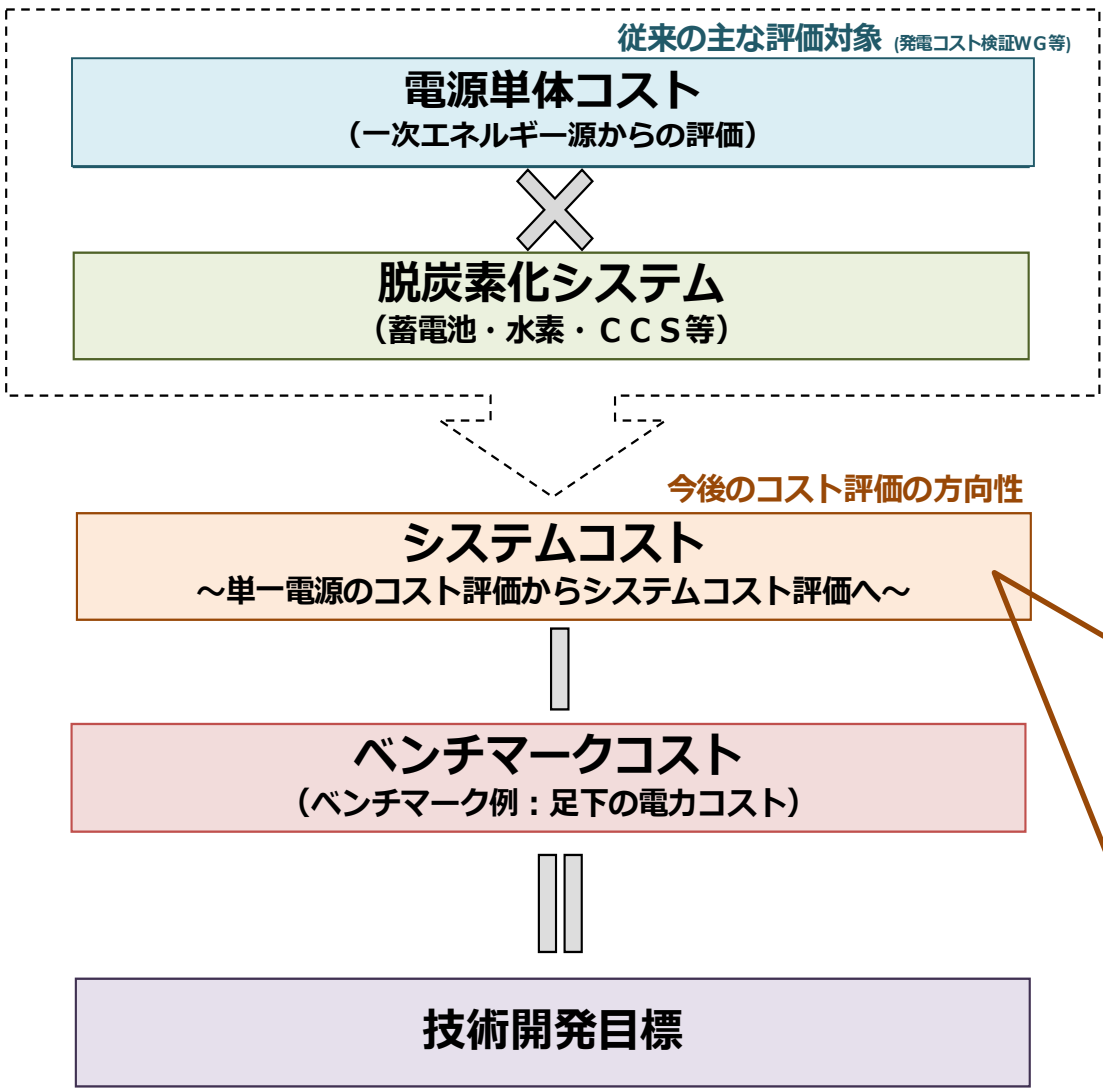 従来の主な評価対象 (発電コスト検証WG等)
電源単体コスト
（一次エネルギー源からの評価）
脱炭素化システム
（蓄電池・水素・ＣＣＳ等）
今後のコスト評価の方向性
システムコスト
～単一電源のコスト評価からシステムコスト評価へ～
ベンチマークコスト
（ベンチマーク例：足下の電力コスト）
技術開発目標